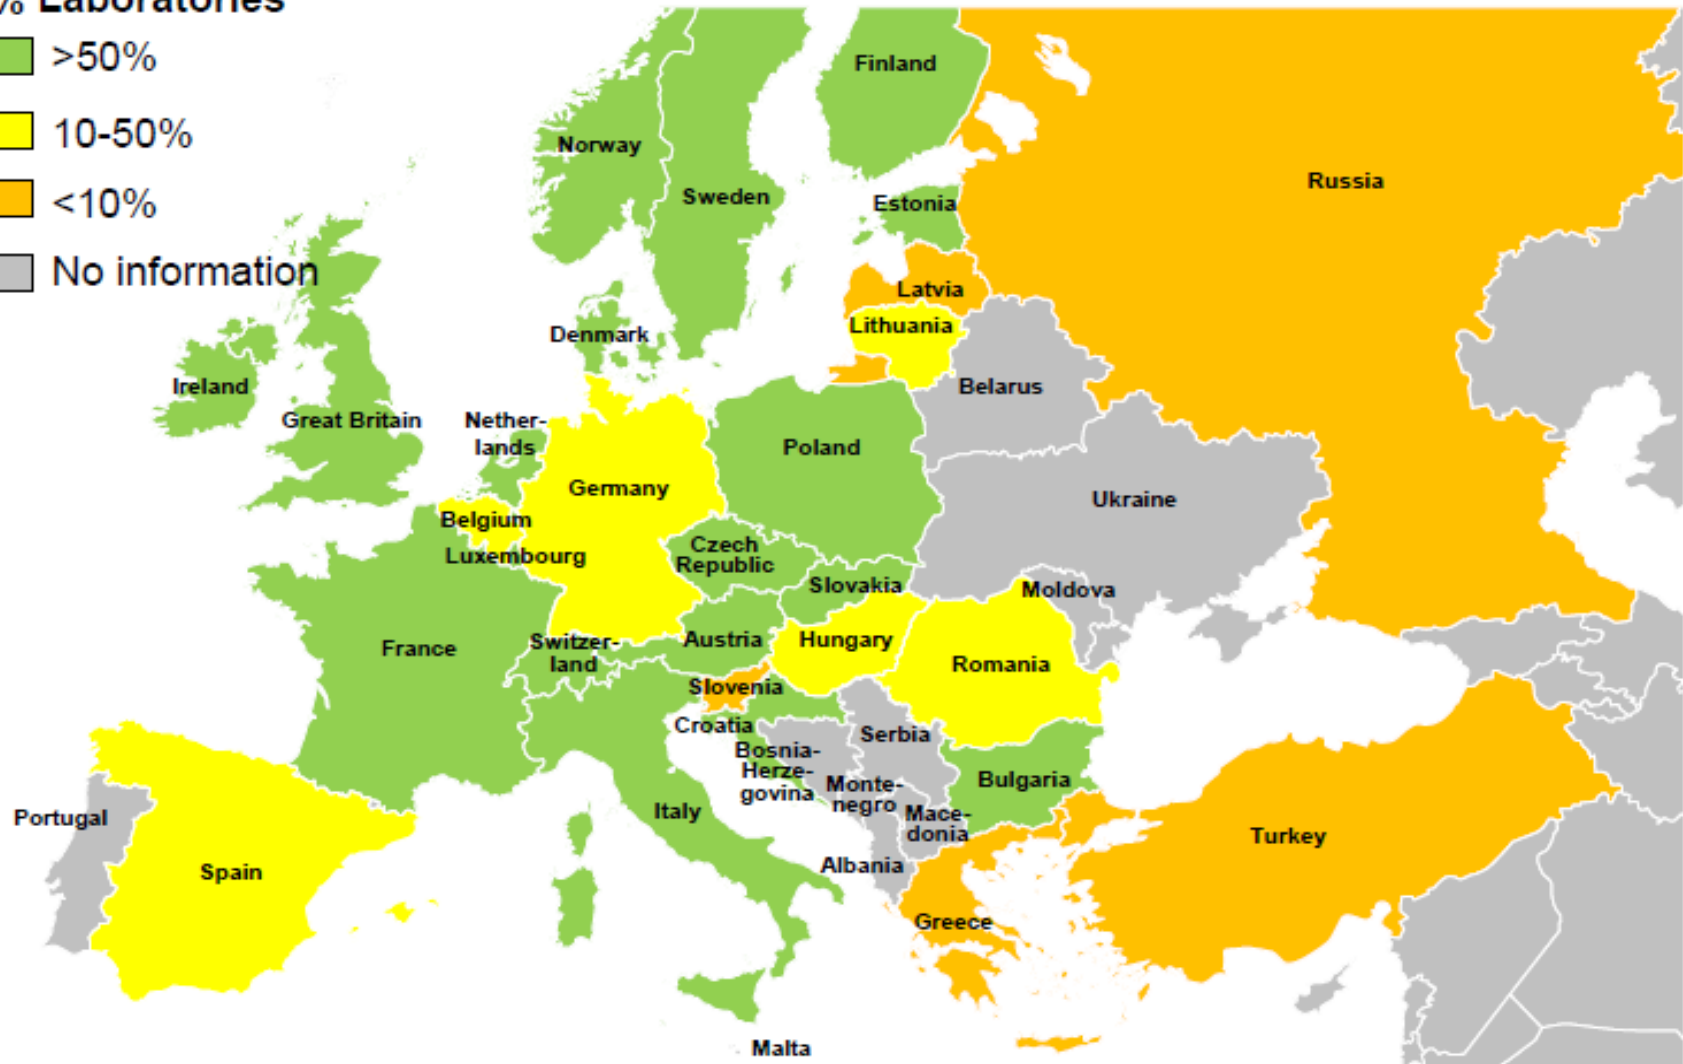 % Laboratories
>50%
10-50%
<10%
No information
Finland
Norway
Russia
Sweden
Estonia
Latvia
Lithuania
Denmark
Ireland
Belarus
Great Britain
Nether-
lands
Poland
Germany
Ukraine
Belgium
Luxembourg
Czech
Republic
Slovakia
Moldova
France
Switzer-
land
Austria
Hungary
Romania
Slovenia
Croatia
Serbia
Bosnia-
Herze-
govina
Monte-
negro
Bulgaria
Mace-
donia
Portugal
Italy
Turkey
Albania
Spain
Greece
Malta